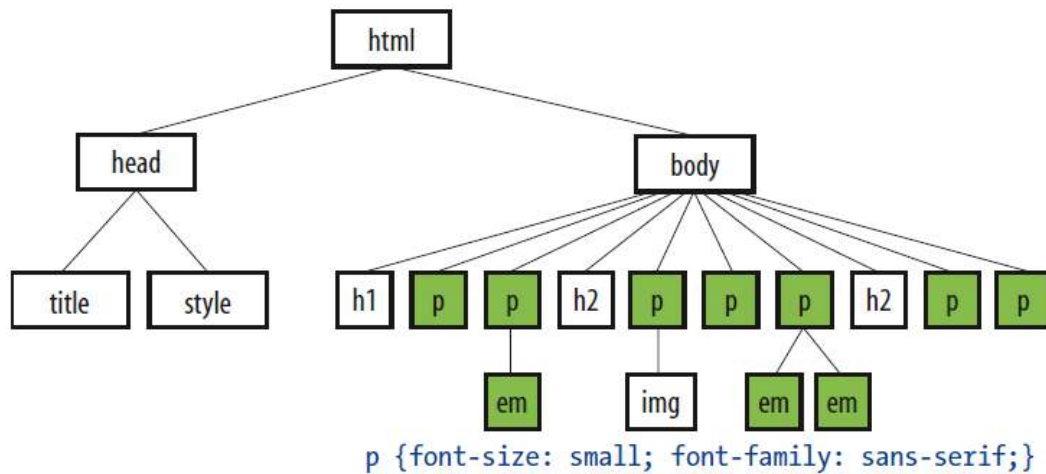 html
head body
title style h1 p p h2 p p p h2 p p
em img em em
p {font-size: small; font-family: sans-serif;}